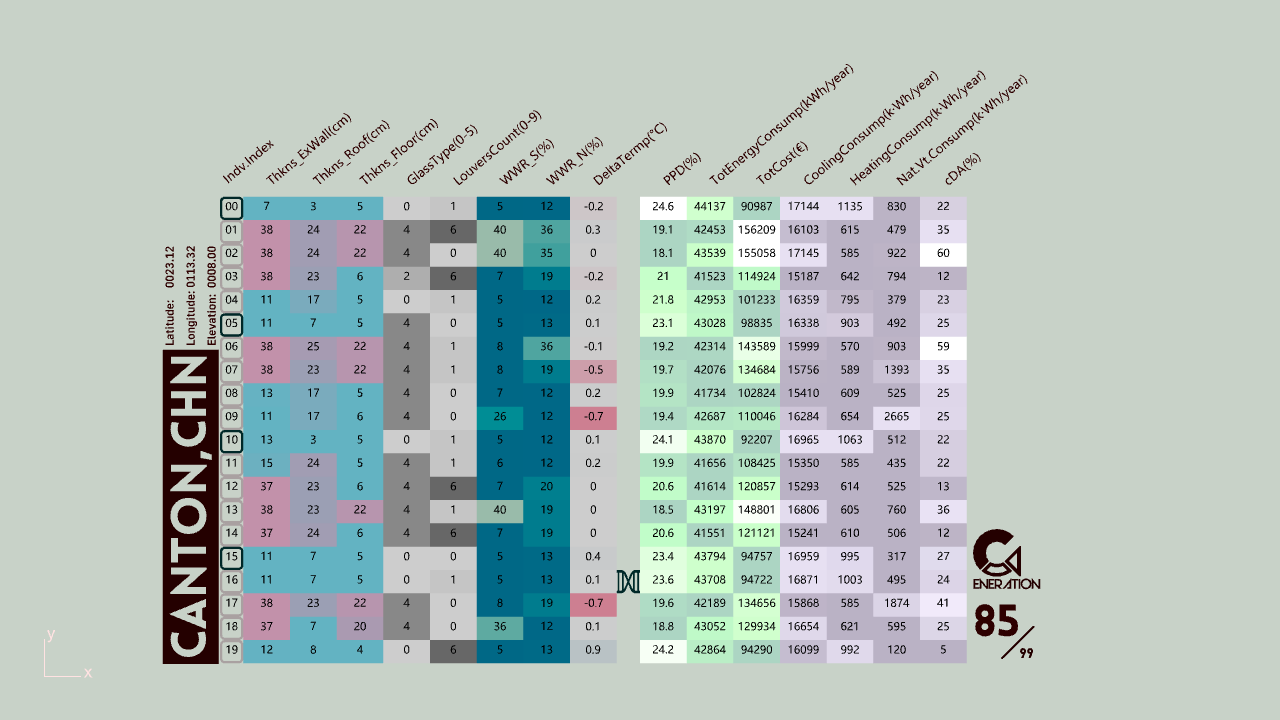 Indv.Index Thkns_ExWall(cm) Thkns_Roof(cm) Thkns_Floor(cm) GlassType(0-5) LouversCount(0-9) WWR_S(%) WWR_N(%) DeltaTermp(°C) PPD(%) TotEnergyConsump(kWh/year) TotCost(€) CoolingConsump(k·Wh/year) HeatingConsump(k·Wh/year) Nat.Vt.Consump(k·Wh/year) cDA(%)
00 7 3 5 0 1 5 12 -0.2 24.6 44137 90987 17144 1135 830 22
01 38 24 22 4 6 40 36 0.3 19.1 42453 156209 16103 615 479 35
02 38 24 22 4 0 40 35 0 18.1 43539 155058 17145 585 922 60
03 38 23 6 2 6 7 19 -0.2 21 41523 114924 15187 642 794 12
04 11 17 5 0 1 5 12 0.2 21.8 42953 101233 16359 795 379 23
05 11 7 5 4 0 5 13 0.1 23.1 43028 98835 16338 903 492 25
06 38 25 22 4 1 8 36 -0.1 19.2 42314 143589 15999 570 903 59
07 38 23 22 4 1 8 19 -0.5 19.7 42076 134684 15756 589 1393 35
08 13 17 5 4 0 7 12 0.2 19.9 41734 102824 15410 609 525 25
09 11 17 6 4 0 26 12 -0.7 19.4 42687 110046 16284 654 2665 25
10 13 3 5 0 1 5 12 0.1 24.1 43870 92207 16965 1063 512 22
11 15 24 5 4 1 6 12 0.2 19.9 41656 108425 15350 585 435 22
12 37 23 6 4 6 7 20 0 20.6 41614 120857 15293 614 525 13
13 38 23 22 4 1 40 19 0 18.5 43197 148801 16806 605 760 36
14 37 24 6 4 6 7 19 0 20.6 41551 121121 15241 610 506 12
15 11 7 5 0 0 5 13 0.4 23.4 43794 94757 16959 995 317 27
16 11 7 5 0 1 5 13 0.1 23.6 43708 94722 16871 1003 495 24
17 38 23 22 4 0 8 19 -0.7 19.6 42189 134656 15868 585 1874 41
18 37 7 20 4 0 36 12 0.1 18.8 43052 129934 16654 621 595 25
19 12 8 4 0 6 5 13 0.9 24.2 42864 94290 16099 992 120 5
Latitude: 0023.12
Longitude: 0113.32
Elevation: 0008.00
CANTON,CHN
G
ENERATION
85/99
y
x